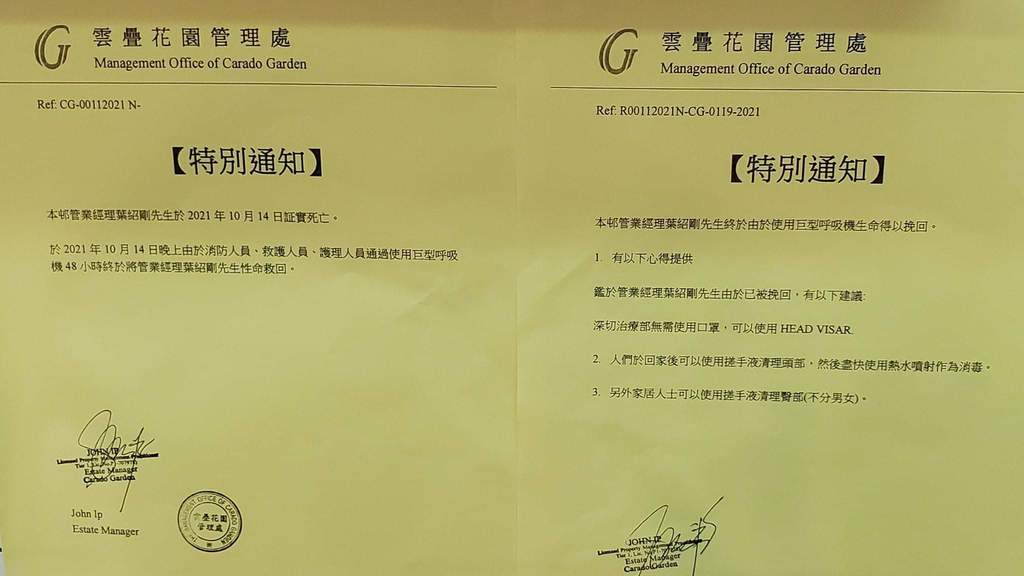 雲疊花園管理處
Management Office of Carado Garden
Ref: CG-00112021 N-
【特別通知】
本邨管業經理葉紹剛先生於 2021 年 10 月 14 日証實死亡。
於 2021 年 10 月 14 日晚上由於消防人員、救護人員、護理人員通過使用巨型呼吸
機 48 小時終於將管業經理葉紹剛先生性命救回。
JOHN IP
Licensed Property Management Practitioner
Estate Manager
Carado Garden
John Ip
Estate Manager
THE MANAGEMENT OFFICE OF CARADO GARDEN
雲疊花園
管理處
雲疊花園管理處
Management Office of Carado Garden
Ref: R00112021N-CG-0119-2021
【特別通知】
本邨管業經理葉紹剛先生終於由於使用巨型呼吸機生命得以挽回。
1. 有以下心得提供
鑑於管業經理葉紹剛先生由於已被挽回，有以下建議:
深切治療部無需使用口罩，可以使用 HEAD VISAR.
2. 人們於回家後可以使用搓手液清理頭部，然後盡快使用熱水噴射作為消毒。
3. 另外家居人士可以使用搓手液清理臀部(不分男女)。
JOHN IP
Licensed Property Management
Estate Manager
Carado Garden